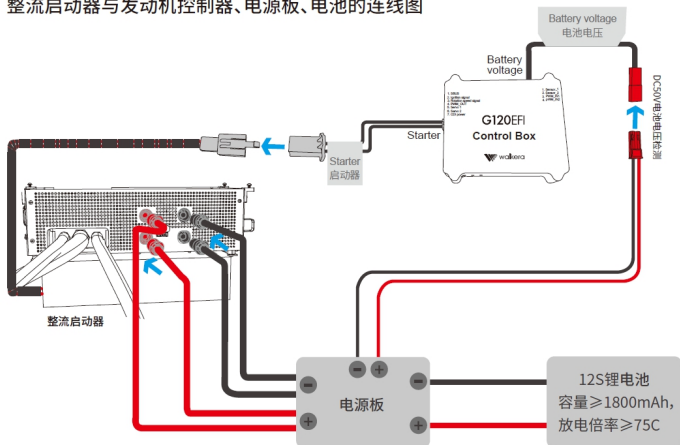 整流启动器与发动机控制器、电源板、电池的连线图
Battery voltage
电池电压
Battery
voltage
DC50V电池电压检测
G120EFI
Control Box
walkera
Starter
Starter
启动器
整流启动器
电源板
12S锂电池
容量≥1800mAh,
放电倍率≥75C